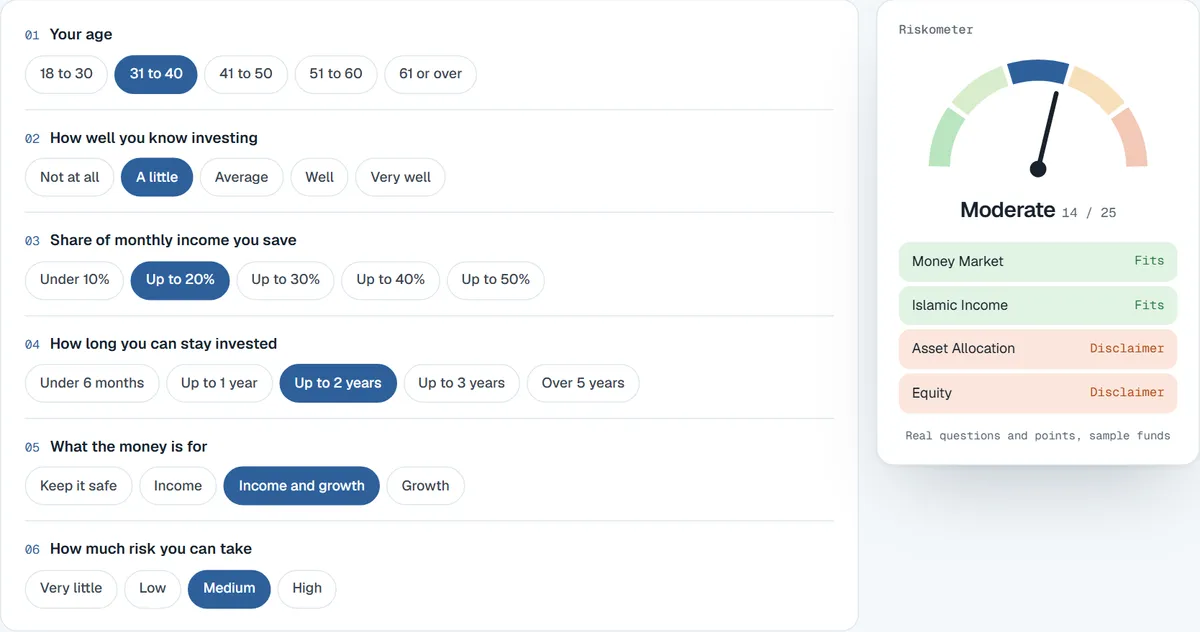 01 Your age
18 to 30 31 to 40 41 to 50 51 to 60 61 or over
02 How well you know investing
Not at all A little Average Well Very well
03 Share of monthly income you save
Under 10% Up to 20% Up to 30% Up to 40% Up to 50%
04 How long you can stay invested
Under 6 months Up to 1 year Up to 2 years Up to 3 years Over 5 years
05 What the money is for
Keep it safe Income Income and growth Growth
06 How much risk you can take
Very little Low Medium High
Riskometer
Moderate 14 / 25
Money Market Fits
Islamic Income Fits
Asset Allocation Disclaimer
Equity Disclaimer
Real questions and points, sample funds